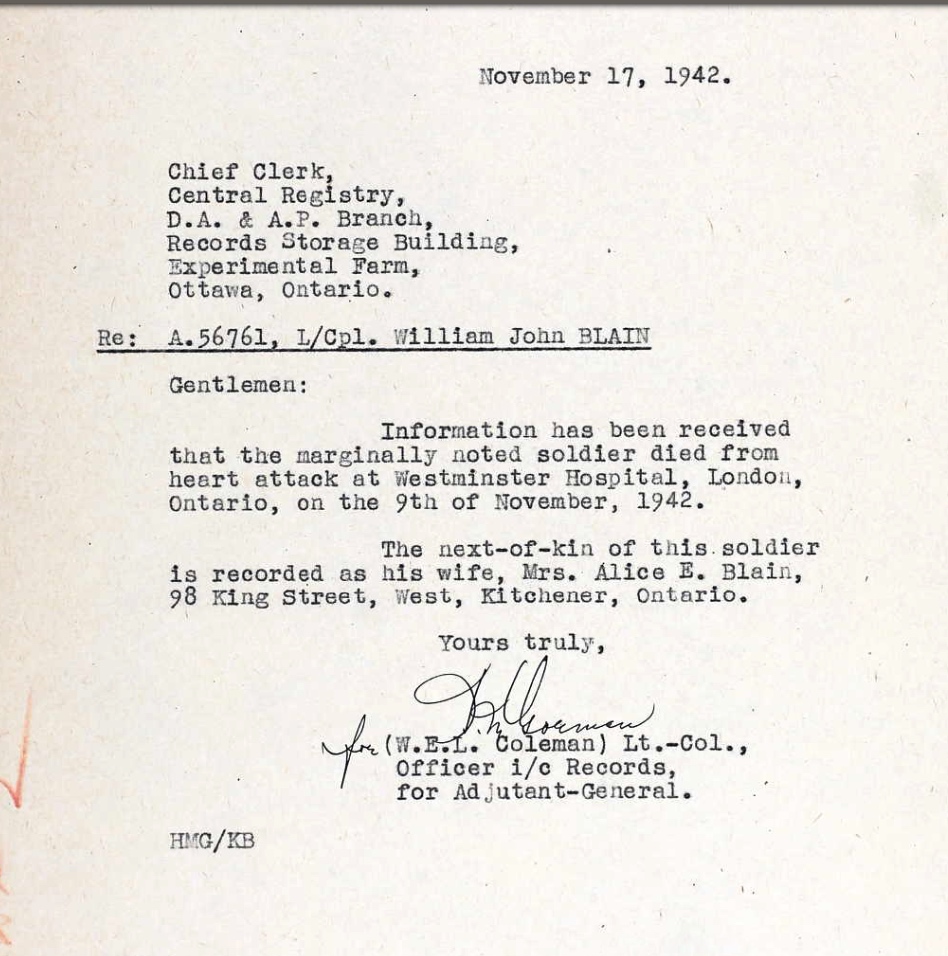 November 17, 1942.
Chief Clerk,
Central Registry,
D.A. & A.P. Branch,
Records Storage Building,
Experimental Farm,
Ottawa, Ontario.
Re: A.56761, L/Cpl. William John BLAIN
Gentlemen:
Information has been received
that the marginally noted soldier died from
heart attack at Westminster Hospital, London,
Ontario, on the 9th of November, 1942.
The next-of-kin of this soldier
is recorded as his wife, Mrs. Alice E. Blain,
98 King Street, West, Kitchener, Ontario.
Yours truly,
for (W.E.L. Coleman) Lt.-Col.,
Officer i/c Records,
for Adjutant-General.
HMG/KB